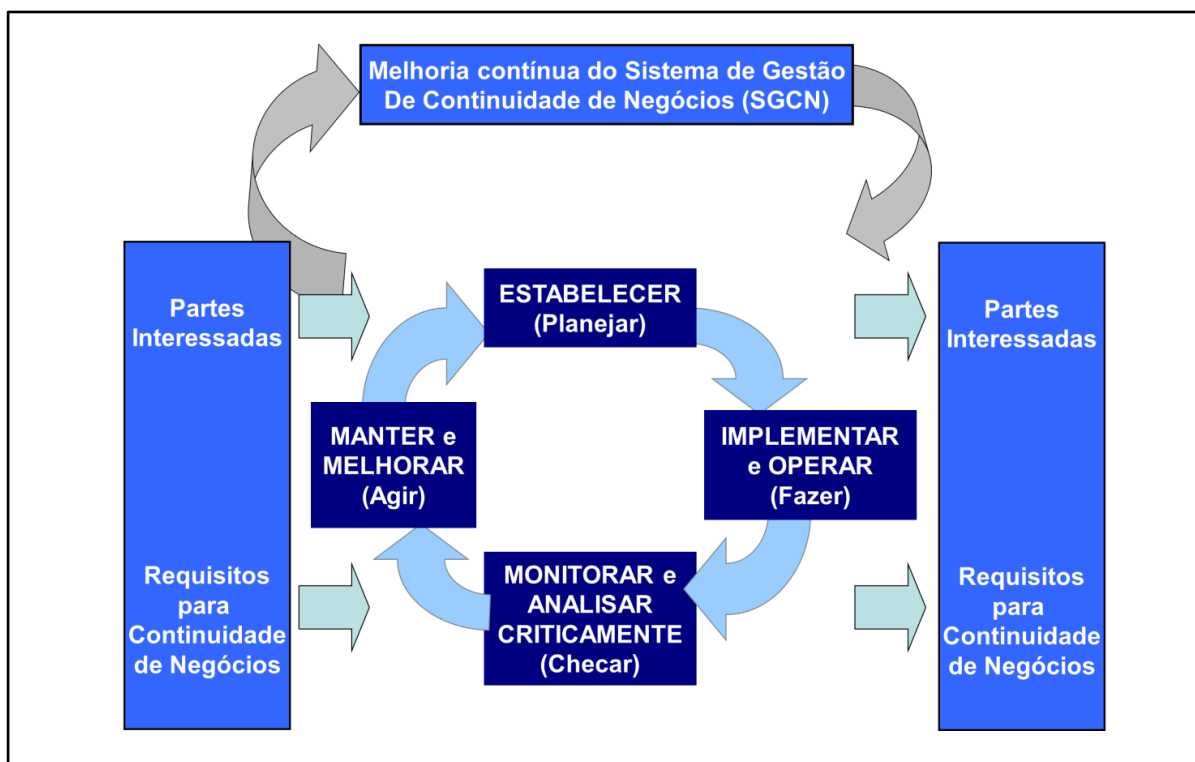 Melhoria contínua do Sistema de Gestão
De Continuidade de Negócios (SGCN)
Partes
Interessadas
Requisitos
para
Continuidade
de Negócios
ESTABELECER
(Planejar)
MANTER e
MELHORAR
(Agir)
IMPLEMENTAR
e OPERAR
(Fazer)
MONITORAR e
ANALISAR
CRITICAMENTE
(Checar)
Partes
Interessadas
Requisitos
para
Continuidade
de Negócios